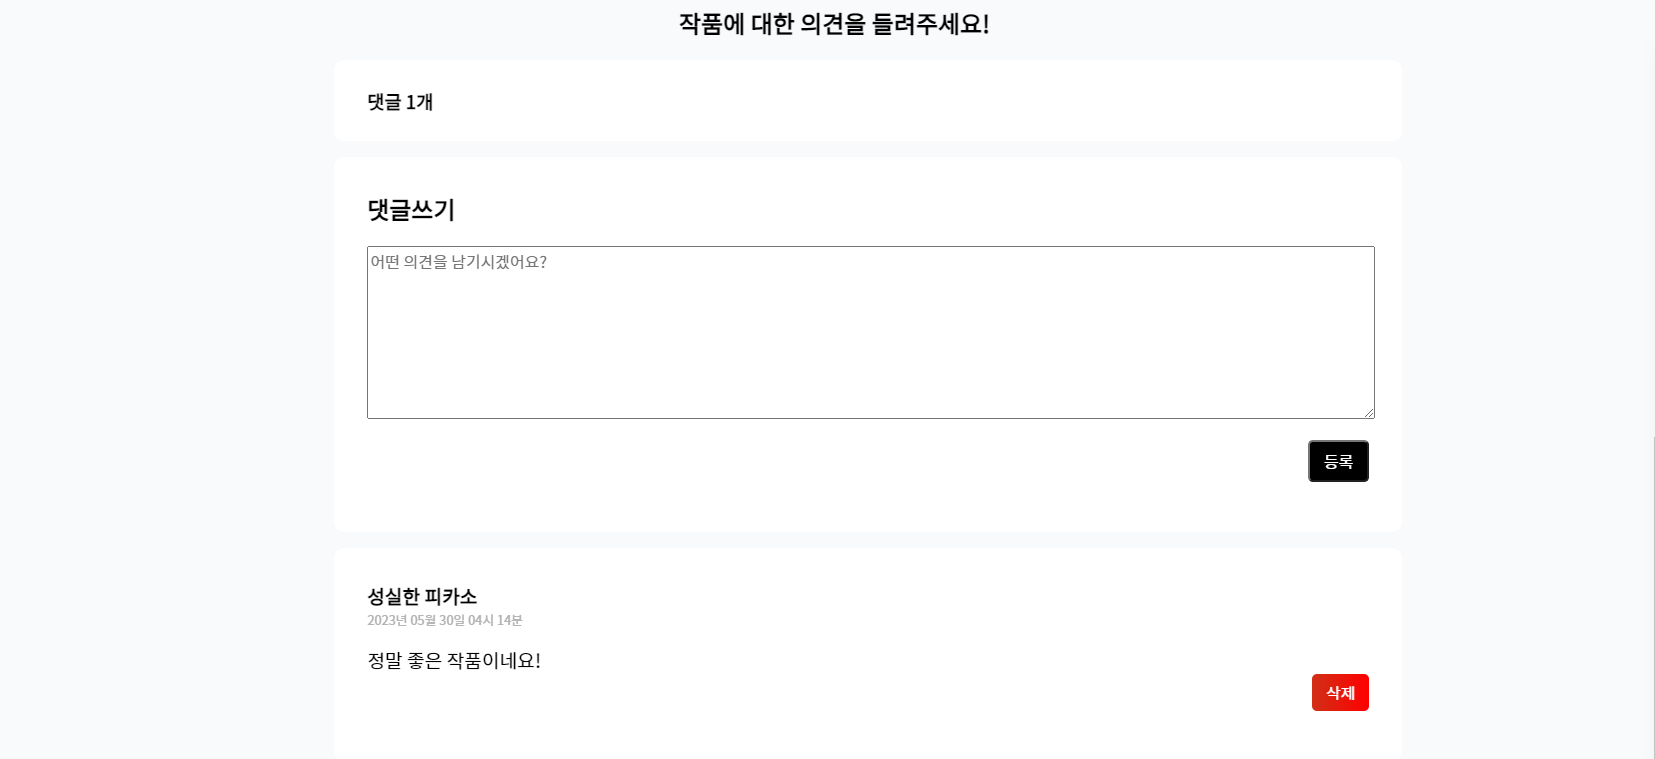 작품에 대한 의견을 들려주세요!
댓글 1개
댓글쓰기
어떤 의견을 남기시겠어요?
등록
성실한 피카소
2023년 05월 30일 04시 14분
정말 좋은 작품이네요!
삭제